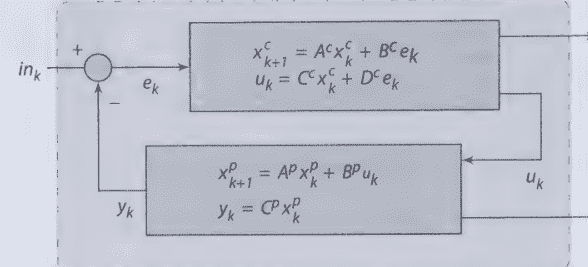 +
in_k
e_k
−
x^c_{k+1} = A^c x^c_k + B^c e_k
u_k = C^c x^c_k + D^c e_k
x^p_{k+1} = A^p x^p_k + B^p u_k
y_k = C^p x^p_k
u_k
y_k